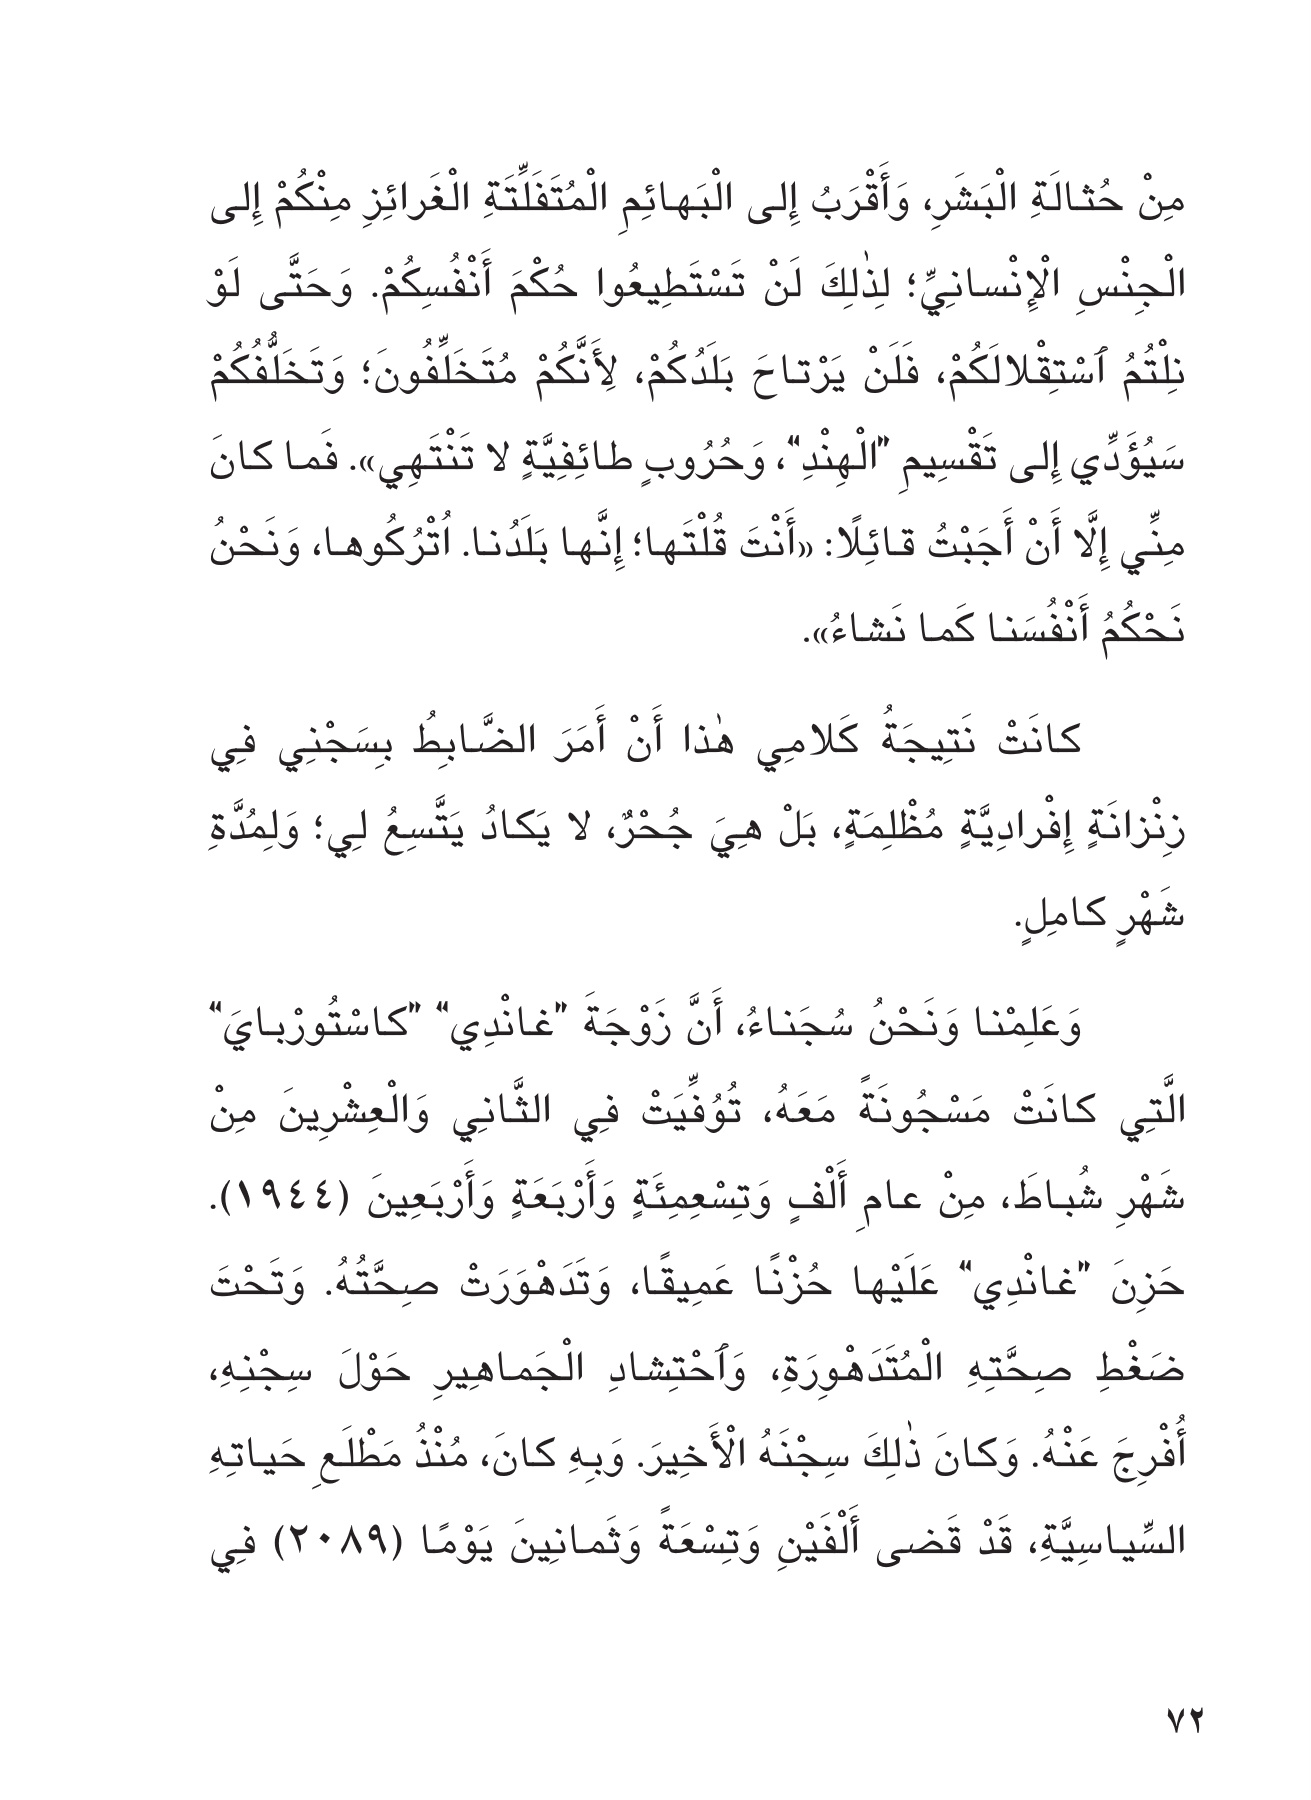 مِنْ حُثالَةِ الْبَشَرِ، وَأَقْرَبُ إِلى الْبَهائِمِ الْمُتَفَلِّتَةِ الْغَرائِزِ مِنْكُمْ إِلى
الْجِنْسِ الْإِنْسانِيِّ؛ لِذٰلِكَ لَنْ تَسْتَطِيعُوا حُكْمَ أَنْفُسِكُمْ. وَحَتَّى لَوْ
نِلْتُمُ ٱسْتِقْلالَكُمْ، فَلَنْ يَرْتاحَ بَلَدُكُمْ، لِأَنَّكُمْ مُتَخَلِّفُونَ؛ وَتَخَلُّفُكُمْ
سَيُؤَدِّي إِلى تَقْسِيمِ ”الْهِنْدِ“، وَحُرُوبٍ طائِفِيَّةٍ لا تَنْتَهِي». فَما كانَ
مِنِّي إِلَّا أَنْ أَجَبْتُ قائِلًا: «أَنْتَ قُلْتَها؛ إِنَّها بَلَدُنا. اُتْرُكُوها، وَنَحْنُ
نَحْكُمُ أَنْفُسَنا كَما نَشاءُ».
كانَتْ نَتِيجَةُ كَلامِي هٰذا أَنْ أَمَرَ الضَّابِطُ بِسَجْنِي فِي
زِنْزانَةٍ إِفْرادِيَّةٍ مُظْلِمَةٍ، بَلْ هِيَ جُحْرٌ، لا يَكادُ يَتَّسِعُ لِي؛ وَلِمُدَّةِ
شَهْرٍ كامِلٍ.
وَعَلِمْنا وَنَحْنُ سُجَناءُ، أَنَّ زَوْجَةَ ”غانْدِي“ ”كاسْتُورْبايَ“
الَّتِي كانَتْ مَسْجُونَةً مَعَهُ، تُوُفِّيَتْ فِي الثَّانِي وَالْعِشْرِينَ مِنْ
شَهْرِ شُباطَ، مِنْ عامِ أَلْفٍ وَتِسْعِمِئَةٍ وَأَرْبَعَةٍ وَأَرْبَعِينَ (١٩٤٤).
حَزِنَ ”غانْدِي“ عَلَيْها حُزْنًا عَمِيقًا، وَتَدَهْوَرَتْ صِحَّتُهُ. وَتَحْتَ
ضَغْطِ صِحَّتِهِ الْمُتَدَهْوِرَةِ، وَٱحْتِشادِ الْجَماهِيرِ حَوْلَ سِجْنِهِ،
أُفْرِجَ عَنْهُ. وَكانَ ذٰلِكَ سِجْنَهُ الْأَخِيرَ. وَبِهِ كانَ، مُنْذُ مَطْلَعِ حَياتِهِ
السِّياسِيَّةِ، قَدْ قَضى أَلْفَيْنِ وَتِسْعَةً وَثَمانِينَ يَوْمًا (٢٠٨٩) فِي
٧٢